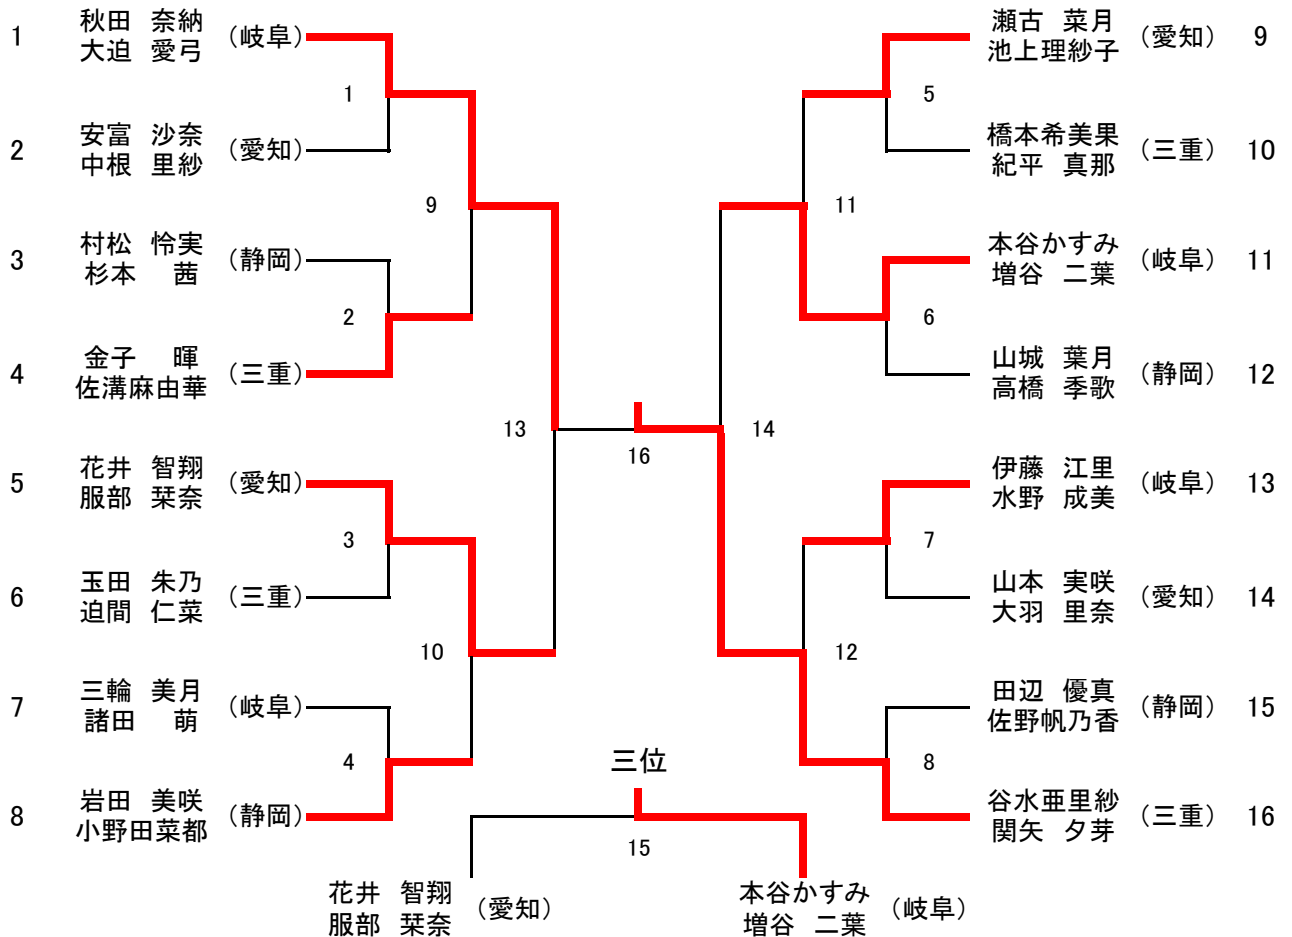 1 秋田 奈納 大迫 愛弓 (岐阜)
2 安富 沙奈 中根 里紗 (愛知)
3 村松 怜実 杉本 茜 (静岡)
4 金子 暉 佐溝麻由華 (三重)
5 花井 智翔 服部 栞奈 (愛知)
6 玉田 朱乃 迫間 仁菜 (三重)
7 三輪 美月 諸田 萌 (岐阜)
8 岩田 美咲 小野田菜都 (静岡)
1
2
3
4
9
10
13
16
14
11
12
5
6
7
8
瀬古 菜月 池上理紗子 (愛知) 9
橋本希美果 紀平 真那 (三重) 10
本谷かすみ 増谷 二葉 (岐阜) 11
山城 葉月 高橋 季歌 (静岡) 12
伊藤 江里 水野 成美 (岐阜) 13
山本 実咲 大羽 里奈 (愛知) 14
田辺 優真 佐野帆乃香 (静岡) 15
谷水亜里紗 関矢 夕芽 (三重) 16
三位
15
花井 智翔 服部 栞奈 (愛知)
本谷かすみ 増谷 二葉 (岐阜)